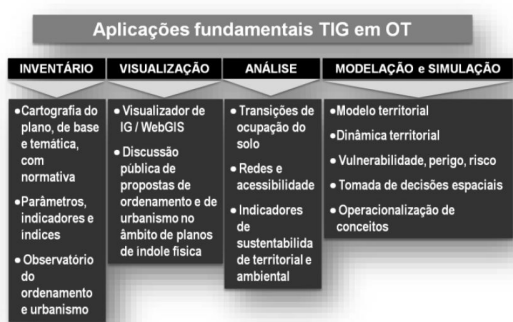 Aplicações fundamentais TIG em OT
INVENTÁRIO
●Cartografia do
plano, de base
e temática,
com
normativa
●Parâmetros,
indicadores e
indices
● Observatório
do
ordenamento
e urbanismo
VISUALIZAÇÃO
● Visualizador de
IG / WebGIS
● Discussão
pública de
propostas de
ordenamento e de
urbanismo no
âmbito de planos
de indole física
ANÁLISE
● Transições de
ocupação do
solo
● Redes e
acessibilidade
● Indicadores
de
sustentabilida
de territorial e
ambiental
MODELAÇÃO e SIMULAÇÃO
●Modelo territorial
●Dinâmica territorial
● Vulnerabilidade, perigo, risco
● Tomada de decisões espaciais
● Operacionalização de
conceitos